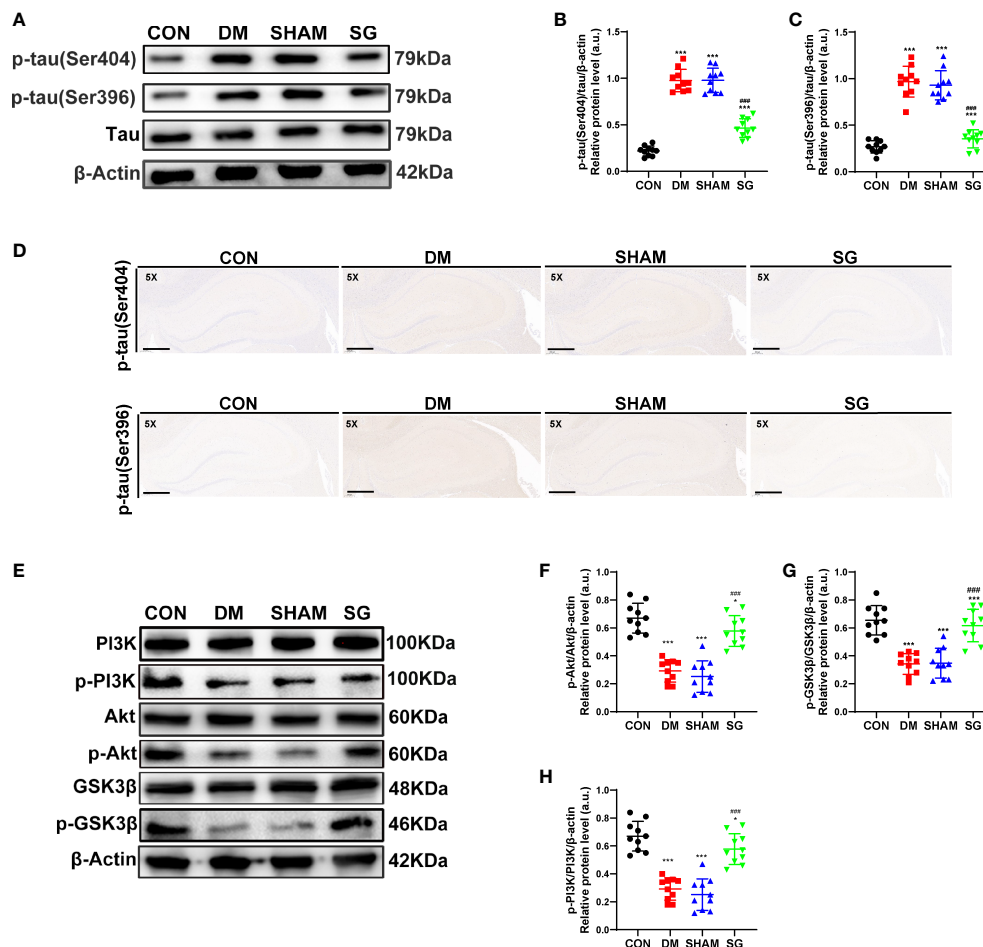 A
CON DM SHAM SG
p-tau(Ser404) 79kDa
p-tau(Ser396) 79kDa
Tau 79kDa
β-Actin 42kDa
B
p-tau(Ser404)/tau/β-actin
Relative protein level (a.u.)
1.5
1.0
0.5
0.0
***
***
###
***
CON DM SHAM SG
C
p-tau(Ser396)/tau/β-actin
Relative protein level (a.u.)
1.5
1.0
0.5
0.0
***
***
###
***
CON DM SHAM SG
D
CON DM SHAM SG
p-tau(Ser404)
5X 5X 5X 5X
CON DM SHAM SG
p-tau(Ser396)
5X 5X 5X 5X
E
CON DM SHAM SG
PI3K 100KDa
p-PI3K 100KDa
Akt 60KDa
p-Akt 60KDa
GSK3β 48KDa
p-GSK3β 46KDa
β-Actin 42KDa
F
p-Akt/Akt/β-actin
Relative protein level (a.u.)
1.0
0.8
0.6
0.4
0.2
0.0
***
***
###
*
CON DM SHAM SG
G
p-GSK3β/GSK3β/β-actin
Relative protein level (a.u.)
1.0
0.8
0.6
0.4
0.2
0.0
***
***
###
***
CON DM SHAM SG
H
p-PI3K/PI3K/β-actin
Relative protein level (a.u.)
1.0
0.8
0.6
0.4
0.2
0.0
***
***
###
*
CON DM SHAM SG